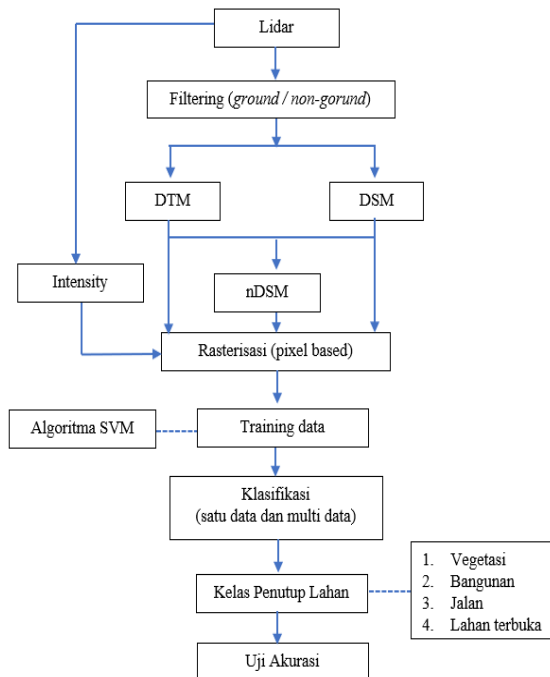 Lidar
Filtering (ground / non-gorund)
DTM
DSM
Intensity
nDSM
Rasterisasi (pixel based)
Algoritma SVM
Training data
Klasifikasi
(satu data dan multi data)
Kelas Penutup Lahan
1. Vegetasi
2. Bangunan
3. Jalan
4. Lahan terbuka
Uji Akurasi